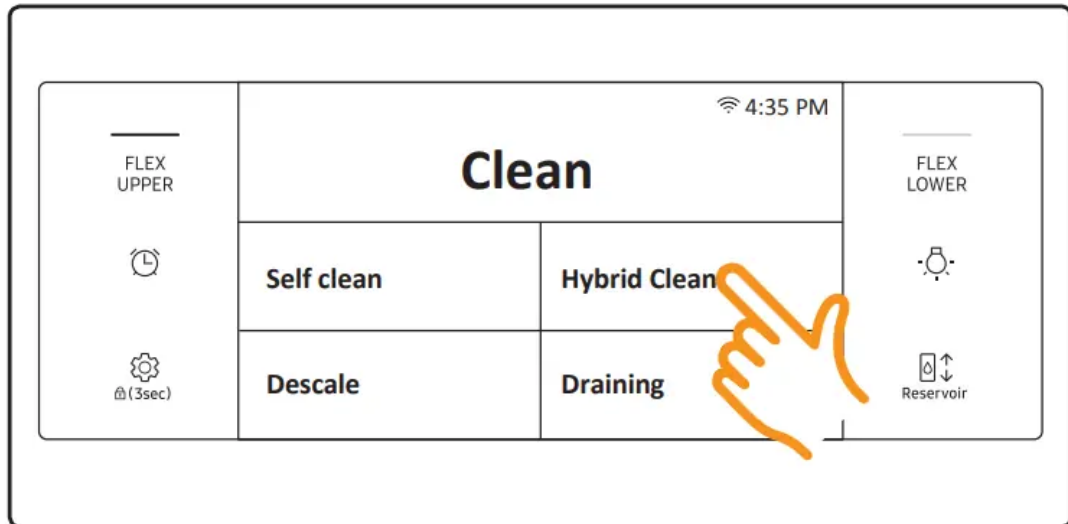 4:35 PM
FLEX
UPPER
Clean
FLEX
LOWER
Self clean
Hybrid Clean
(3sec)
Descale
Draining
Reservoir